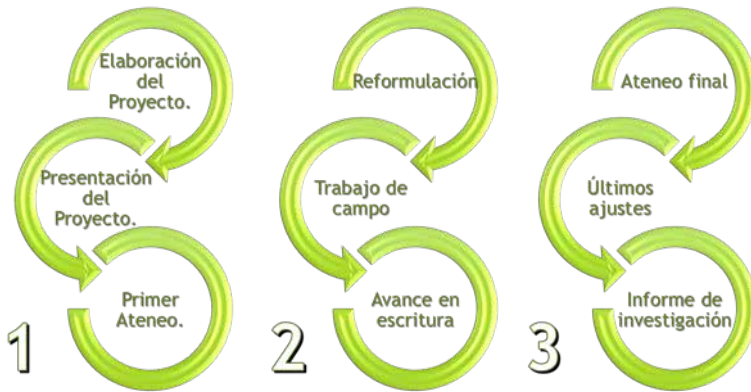 Elaboración
del
Proyecto.
Presentación
del
Proyecto.
Primer
Ateneo.
1
Reformulación
Trabajo de
campo
Avance en
escritura
2
Ateneo final
Últimos
ajustes
Informe de
investigación
3